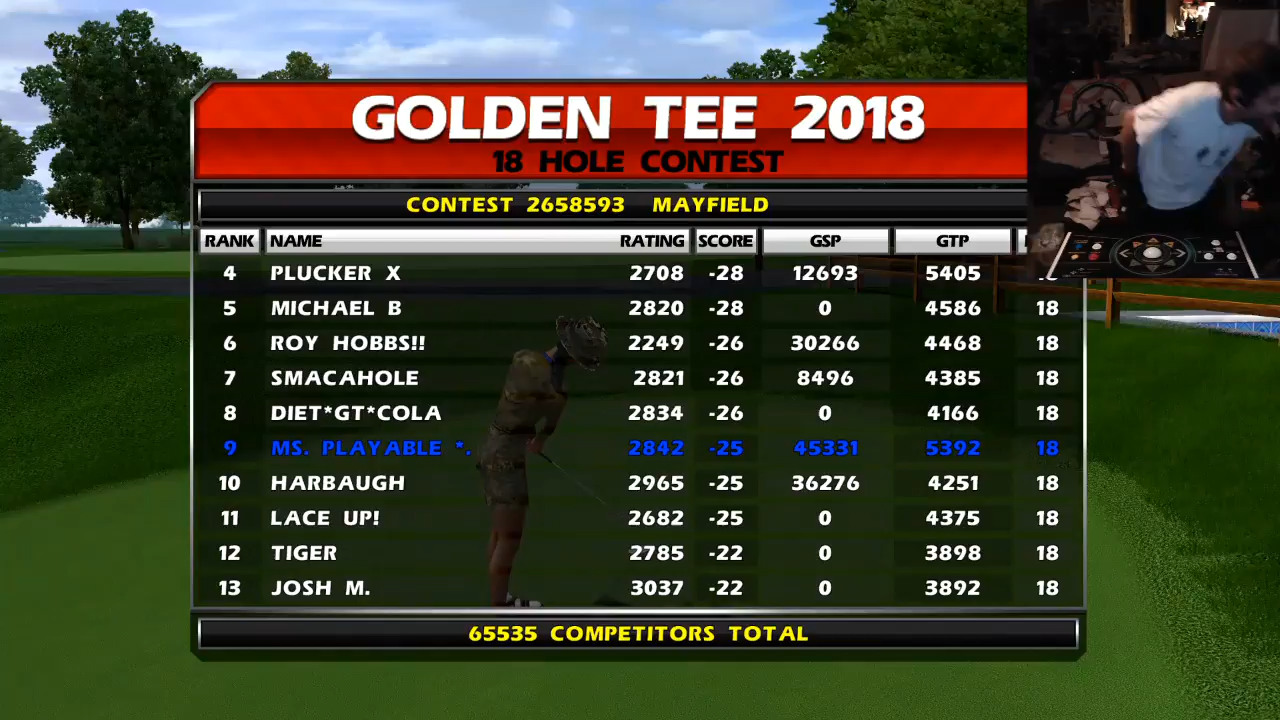 GOLDEN TEE 2018
18 HOLE CONTEST
CONTEST 2658593 MAYFIELD
RANK NAME RATING SCORE GSP GTP
4 PLUCKER X 2708 -28 12693 5405
5 MICHAEL B 2820 -28 0 4586 18
6 ROY HOBBS!! 2249 -26 30266 4468 18
7 SMACAHOLE 2821 -26 8496 4385 18
8 DIET*GT*COLA 2834 -26 0 4166 18
9 MS. PLAYABLE *. 2842 -25 45331 5392 18
10 HARBAUGH 2965 -25 36276 4251 18
11 LACE UP! 2682 -25 0 4375 18
12 TIGER 2785 -22 0 3898 18
13 JOSH M. 3037 -22 0 3892 18
65535 COMPETITORS TOTAL